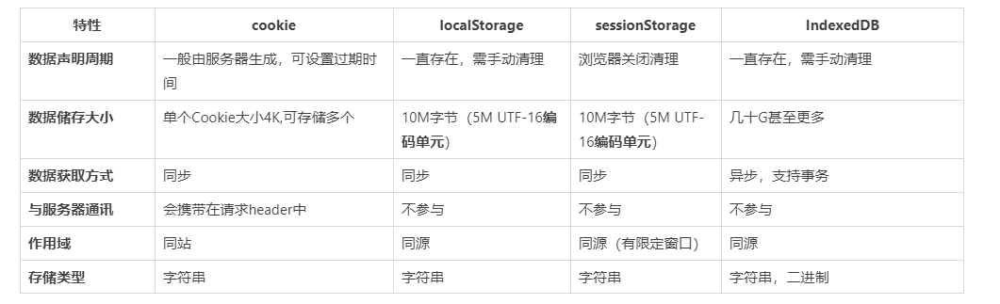 特性 cookie localStorage sessionStorage IndexedDB
数据声明周期 一般由服务器生成，可设置过期时 一直存在，需手动清理 浏览器关闭清理 一直存在，需手动清理
间
数据储存大小 单个Cookie大小4K,可存储多个 10M字节（5M UTF-16编 10M字节（5M UTF- 几十G甚至更多
码单元） 16编码单元）
数据获取方式 同步 同步 同步 异步，支持事务
与服务器通讯 会携带在请求header中 不参与 不参与 不参与
作用域 同站 同源 同源（有限定窗口） 同源
存储类型 字符串 字符串 字符串 字符串，二进制